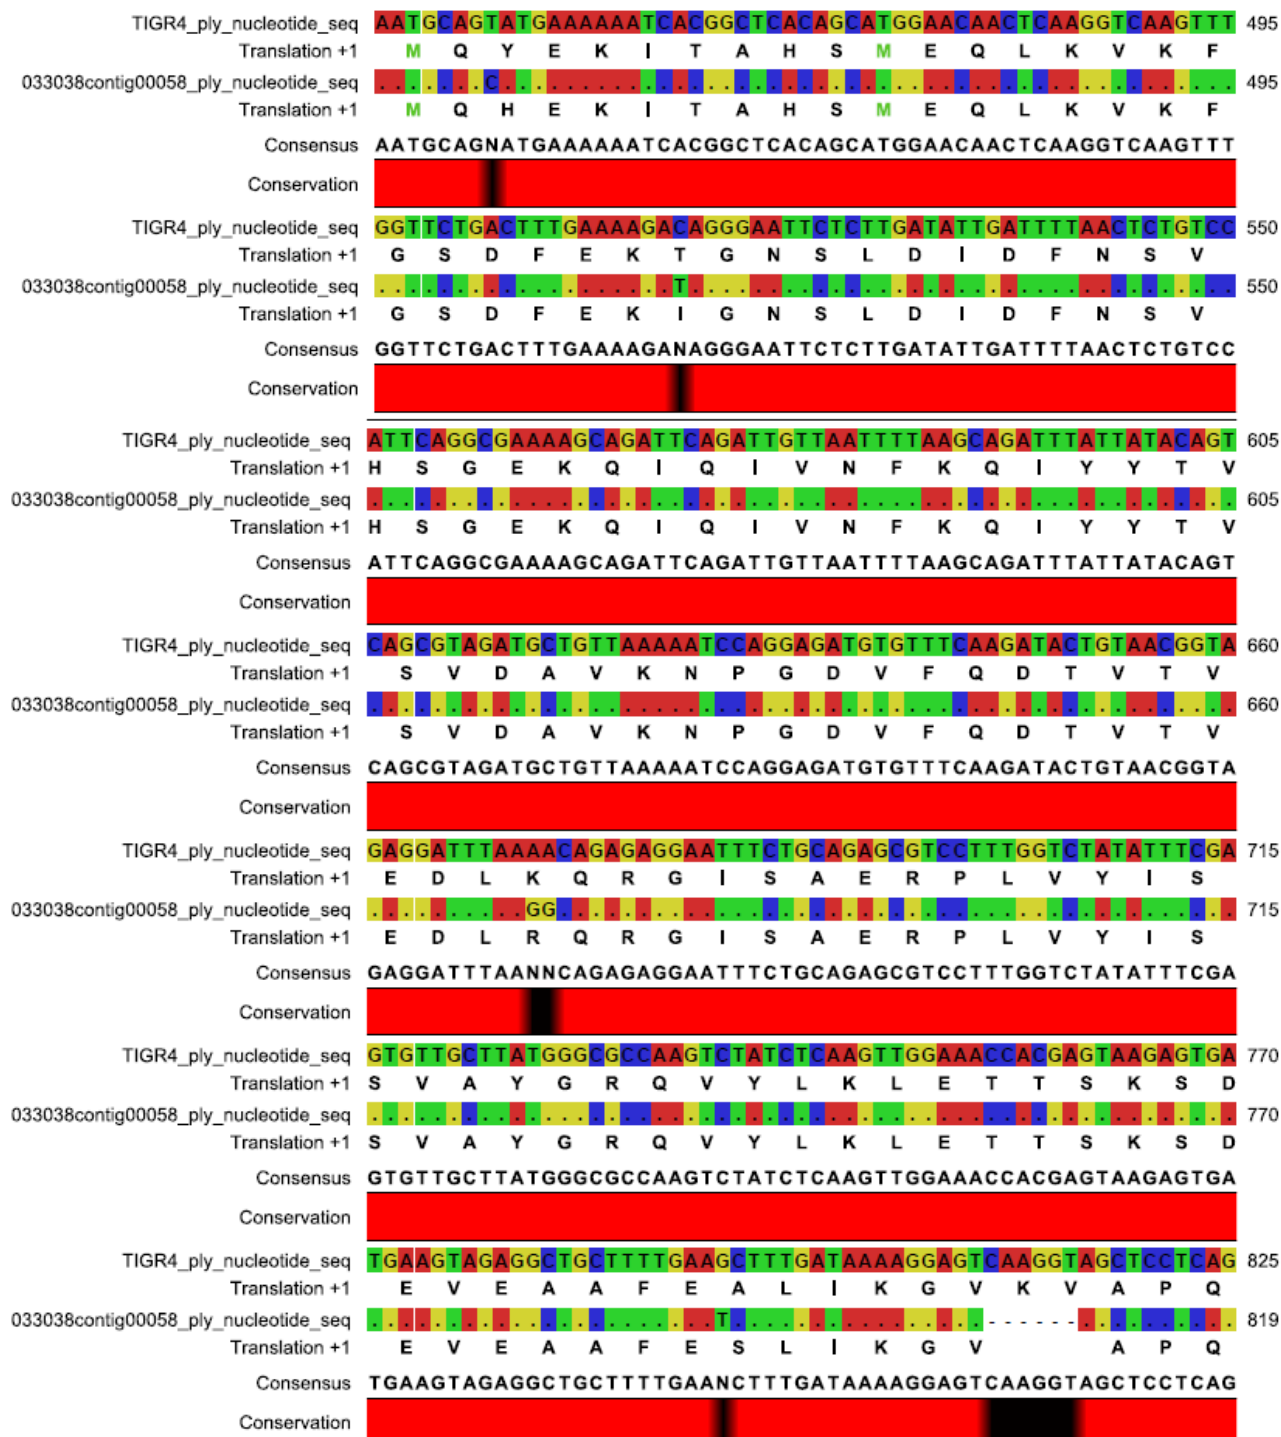 TIGR4_ply_nucleotide_seq AATGCAGTATGAAAAAATCACGGCTCACAGCATGGAACAACTCAAGGTCAAGTTT 495
Translation +1 M Q Y E K I T A H S M E Q L K V K F
033038contig00058_ply_nucleotide_seq .......C............................................... 495
Translation +1 M Q H E K I T A H S M E Q L K V K F
Consensus AATGCAGNATGAAAAAATCACGGCTCACAGCATGGAACAACTCAAGGTCAAGTTT
Conservation
TIGR4_ply_nucleotide_seq GGTTCTGACTTTGAAAAGACAGGGAATTCTCTTGATATTGATTTTAACTCTGTCC 550
Translation +1 G S D F E K T G N S L D I D F N S V
033038contig00058_ply_nucleotide_seq ...................T................................... 550
Translation +1 G S D F E K I G N S L D I D F N S V
Consensus GGTTCTGACTTTGAAAAGANAGGGAATTCTCTTGATATTGATTTTAACTCTGTCC
Conservation
TIGR4_ply_nucleotide_seq ATTCAGGCGAAAAGCAGATTCAGATTGTTAATTTTAAGCAGATTTATTATACAGT 605
Translation +1 H S G E K Q I Q I V N F K Q I Y Y T V
033038contig00058_ply_nucleotide_seq ....................................................... 605
Translation +1 H S G E K Q I Q I V N F K Q I Y Y T V
Consensus ATTCAGGCGAAAAGCAGATTCAGATTGTTAATTTTAAGCAGATTTATTATACAGT
Conservation
TIGR4_ply_nucleotide_seq CAGCGTAGATGCTGTTAAAAATCCAGGAGATGTGTTTCAAGATACTGTAACGGTA 660
Translation +1 S V D A V K N P G D V F Q D T V T V
033038contig00058_ply_nucleotide_seq ....................................................... 660
Translation +1 S V D A V K N P G D V F Q D T V T V
Consensus CAGCGTAGATGCTGTTAAAAATCCAGGAGATGTGTTTCAAGATACTGTAACGGTA
Conservation
TIGR4_ply_nucleotide_seq GAGGATTTAAAACAGAGAGGAATTTCTGCAGAGCGTCCTTTGGTCTATATTTCGA 715
Translation +1 E D L K Q R G I S A E R P L V Y I S
033038contig00058_ply_nucleotide_seq ..........GG........................................... 715
Translation +1 E D L R Q R G I S A E R P L V Y I S
Consensus GAGGATTTAANNCAGAGAGGAATTTCTGCAGAGCGTCCTTTGGTCTATATTTCGA
Conservation
TIGR4_ply_nucleotide_seq GTGTTGCTTATGGGCGCCAAGTCTATCTCAAGTTGGAAACCACGAGTAAGAGTGA 770
Translation +1 S V A Y G R Q V Y L K L E T T S K S D
033038contig00058_ply_nucleotide_seq ....................................................... 770
Translation +1 S V A Y G R Q V Y L K L E T T S K S D
Consensus GTGTTGCTTATGGGCGCCAAGTCTATCTCAAGTTGGAAACCACGAGTAAGAGTGA
Conservation
TIGR4_ply_nucleotide_seq TGAAGTAGAGGCTGCTTTTGAAGCTTTGATAAAAGGAGTCAAGGTAGCTCCTCAG 825
Translation +1 E V E A A F E A L I K G V K V A P Q
033038contig00058_ply_nucleotide_seq ......................T................------.......... 819
Translation +1 E V E A A F E S L I K G V A P Q
Consensus TGAAGTAGAGGCTGCTTTTGAANCTTTGATAAAAGGAGTCAAGGTAGCTCCTCAG
Conservation